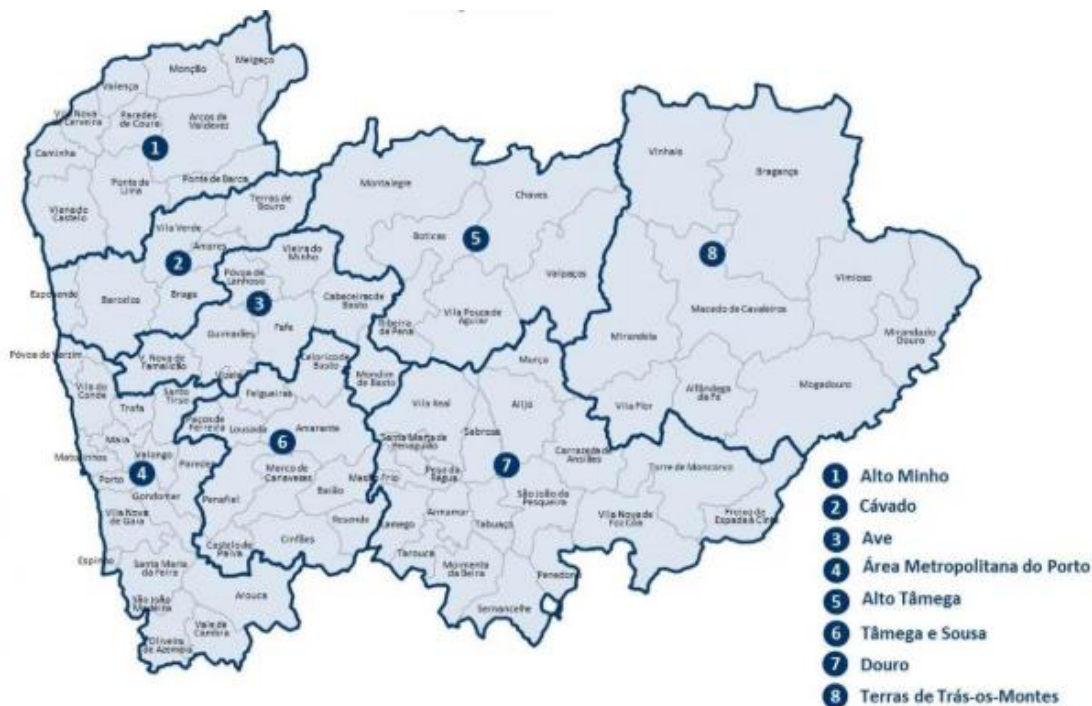 Melgaço
Monção
Valença
Vila Nova
de Cerveira
Paredes
de Coura
Arcos de
Valdevez
Caminha
1
Ponte de
Lima
Ponte da Barca
Viana do
Castelo
Terras de
Bouro
Vila Verde
Amares
2
Esposende
Barcelos
Braga
Vieira do
Minho
Póvoa de
Lanhoso
3
Cabeceiras de
Basto
Guimarães
Fafe
V. Nova de
Famalicão
Vizela
Montalegre
Chaves
Boticas
5
Valpaços
Vila Pouca de
Aguiar
Ribeira
de Pena
Vinhais
Bragança
8
Vimioso
Macedo de Cavaleiros
Mirandela
Miranda do
Douro
Mogadouro
Alfândega
da Fé
Vila Flor
Póvoa de Varzim
Vila do
Conde
Santo
Tirso
Trofa
Maia
Matosinhos
Valongo
Paredes
Porto
4
Gondomar
Vila Nova
de Gaia
Espinho
Santa Maria
da Feira
Arouca
São João
Madeira
Vale de
Cambra
Oliveira
de Azeméis
Celorico de
Basto
Mondim
de Basto
Felgueiras
Paços de
Ferreira
Lousada
Amarante
6
Marco de
Canaveses
Baião
Penafiel
Castelo de
Paiva
Cinfães
Resende
Murça
Vila Real
Alijó
Sabrosa
Santa Marta de
Penaguião
Carrazeda de
Ansiães
Torre de Moncorvo
Peso da
Régua
7
Mesão Frio
São João da
Pesqueira
Armamar
Lamego
Tabuaço
Vila Nova de
Foz Côa
Freixo de
Espada à Cinta
Tarouca
Moimenta
da Beira
Penedono
Sernancelhe
1 Alto Minho
2 Cávado
3 Ave
4 Área Metropolitana do Porto
5 Alto Tâmega
6 Tâmega e Sousa
7 Douro
8 Terras de Trás-os-Montes